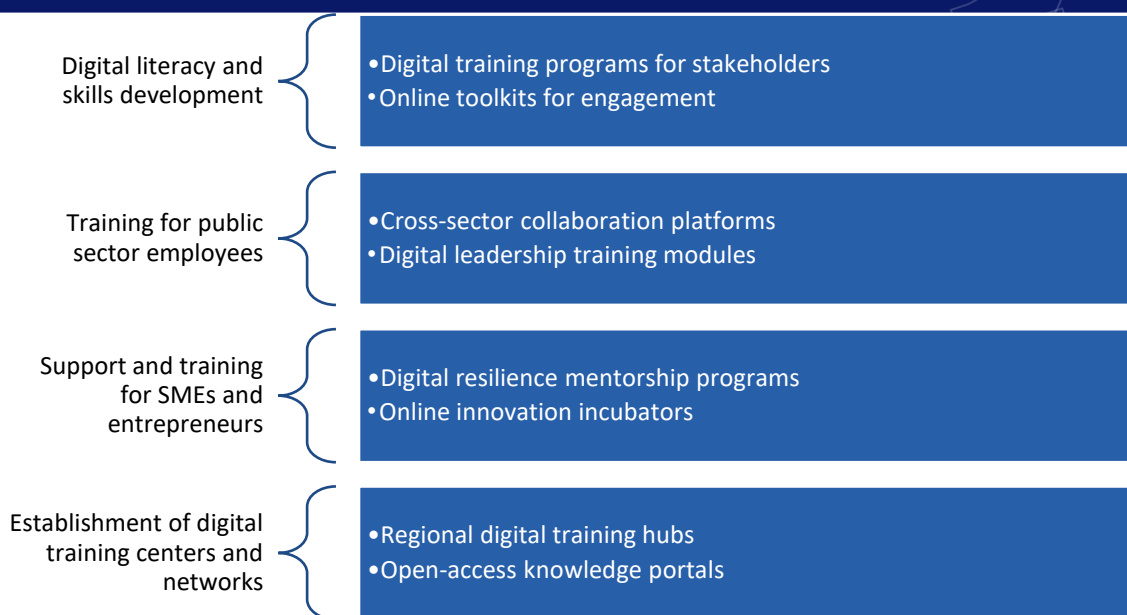 Digital literacy and
skills development
•Digital training programs for stakeholders
•Online toolkits for engagement
Training for public
sector employees
•Cross-sector collaboration platforms
•Digital leadership training modules
Support and training
for SMEs and
entrepreneurs
•Digital resilience mentorship programs
•Online innovation incubators
Establishment of digital
training centers and
networks
•Regional digital training hubs
•Open-access knowledge portals